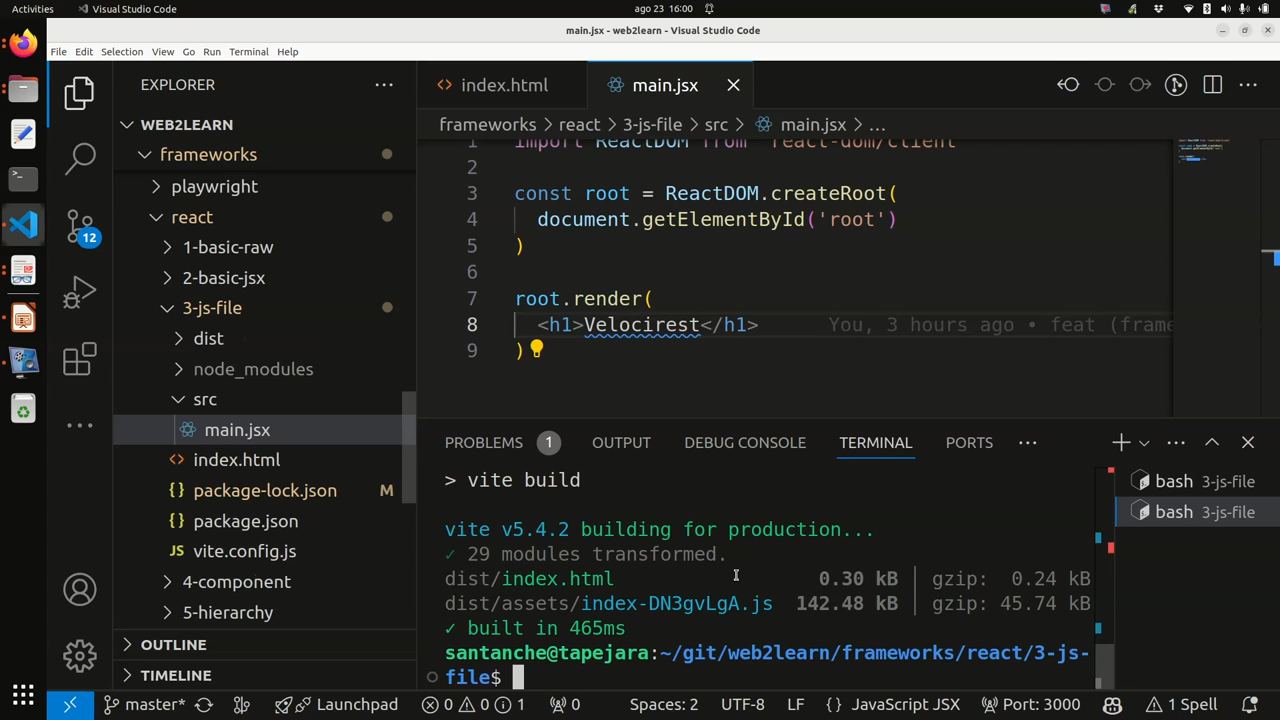 Activities
Visual Studio Code
ago 23 16:00
main.jsx - web2learn - Visual Studio Code
File Edit Selection View Go Run Terminal Help
EXPLORER
WEB2LEARN
frameworks
playwright
react
1-basic-raw
2-basic-jsx
3-js-file
dist
node_modules
src
main.jsx
index.html
package-lock.json M
package.json
vite.config.js
4-component
5-hierarchy
OUTLINE
TIMELINE
12
index.html
main.jsx
frameworks > react > 3-js-file > src > main.jsx > ...
1 import ReactDOM from 'react-dom/client'
2
3 const root = ReactDOM.createRoot(
4 document.getElementById('root')
5 )
6
7 root.render(
8 <h1>Velocirest</h1> You, 3 hours ago • feat (frame
9 )
PROBLEMS 1 OUTPUT DEBUG CONSOLE TERMINAL PORTS
> vite build
vite v5.4.2 building for production...
✓ 29 modules transformed.
dist/index.html 0.30 kB │ gzip: 0.24 kB
dist/assets/index-DN3gvLgA.js 142.48 kB │ gzip: 45.74 kB
✓ built in 465ms
santanche@tapejara:~/git/web2learn/frameworks/react/3-js-
file$
bash 3-js-file
bash 3-js-file
master* Launchpad 0 0 1 0 Spaces: 2 UTF-8 LF {} JavaScript JSX Port: 3000 1 Spell